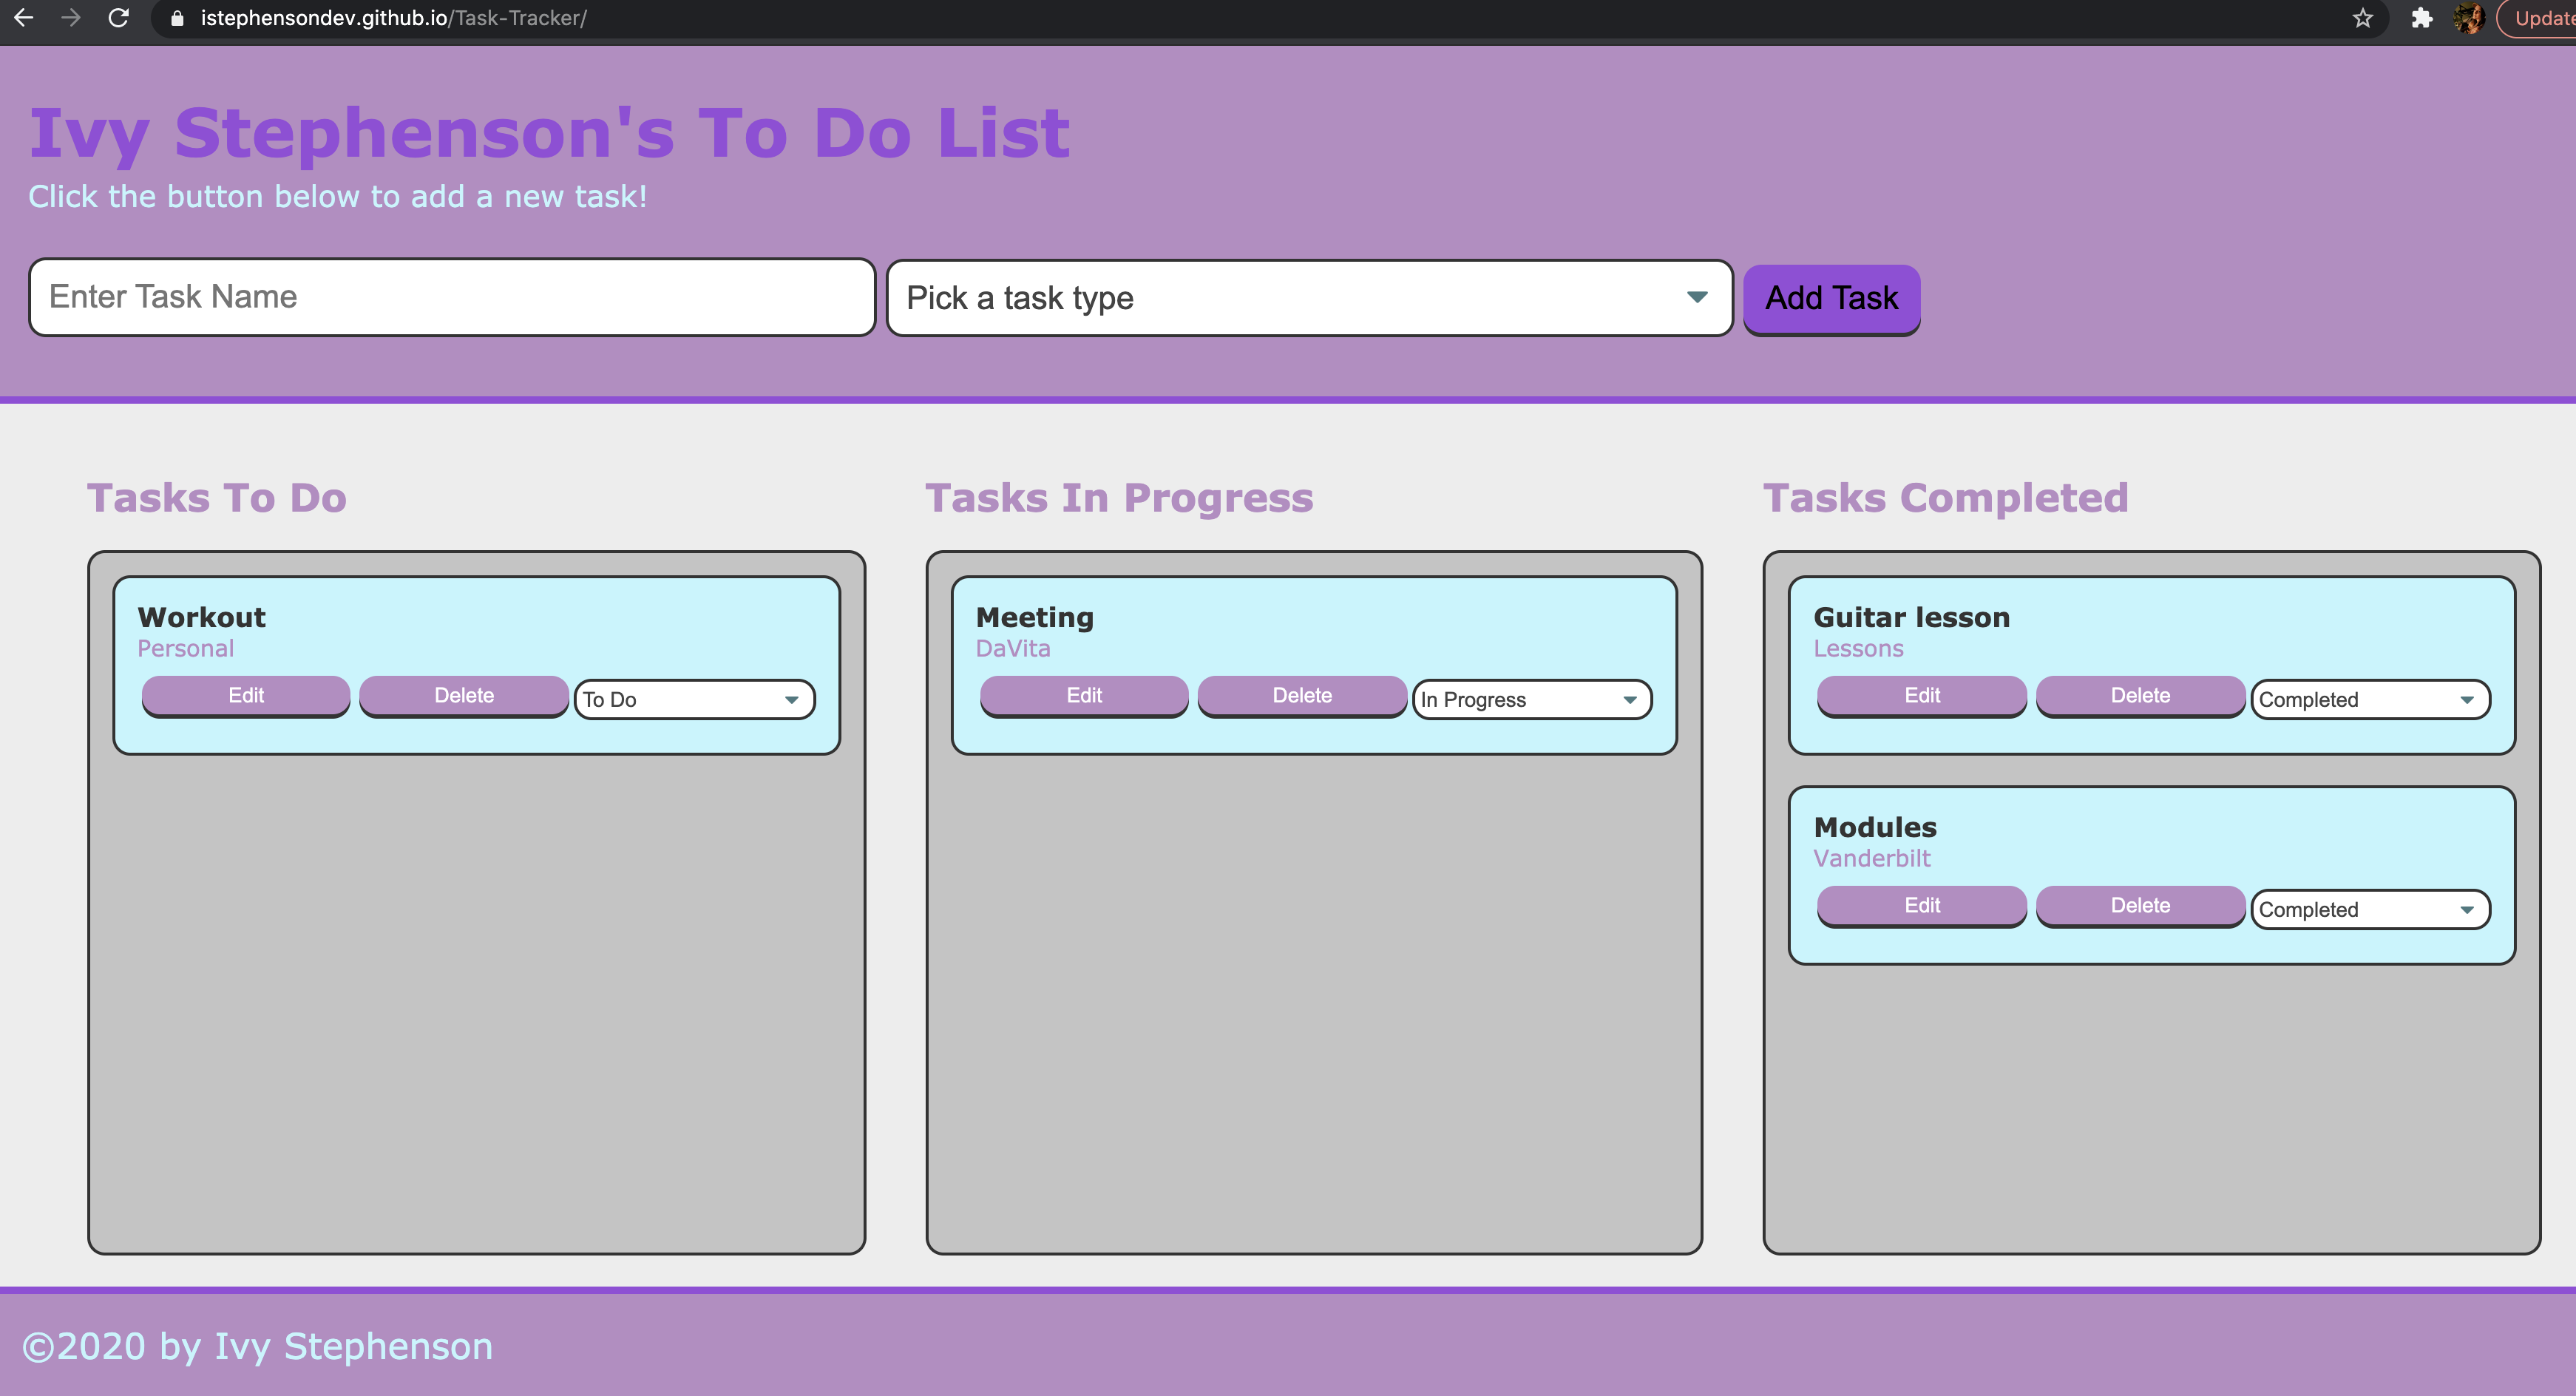 istephensondev.github.io/Task-Tracker/
Update
Ivy Stephenson's To Do List
Click the button below to add a new task!
Enter Task Name
Pick a task type
Add Task
Tasks To Do
Workout
Personal
Edit Delete To Do
Tasks In Progress
Meeting
DaVita
Edit Delete In Progress
Tasks Completed
Guitar lesson
Lessons
Edit Delete Completed
Modules
Vanderbilt
Edit Delete Completed
©2020 by Ivy Stephenson